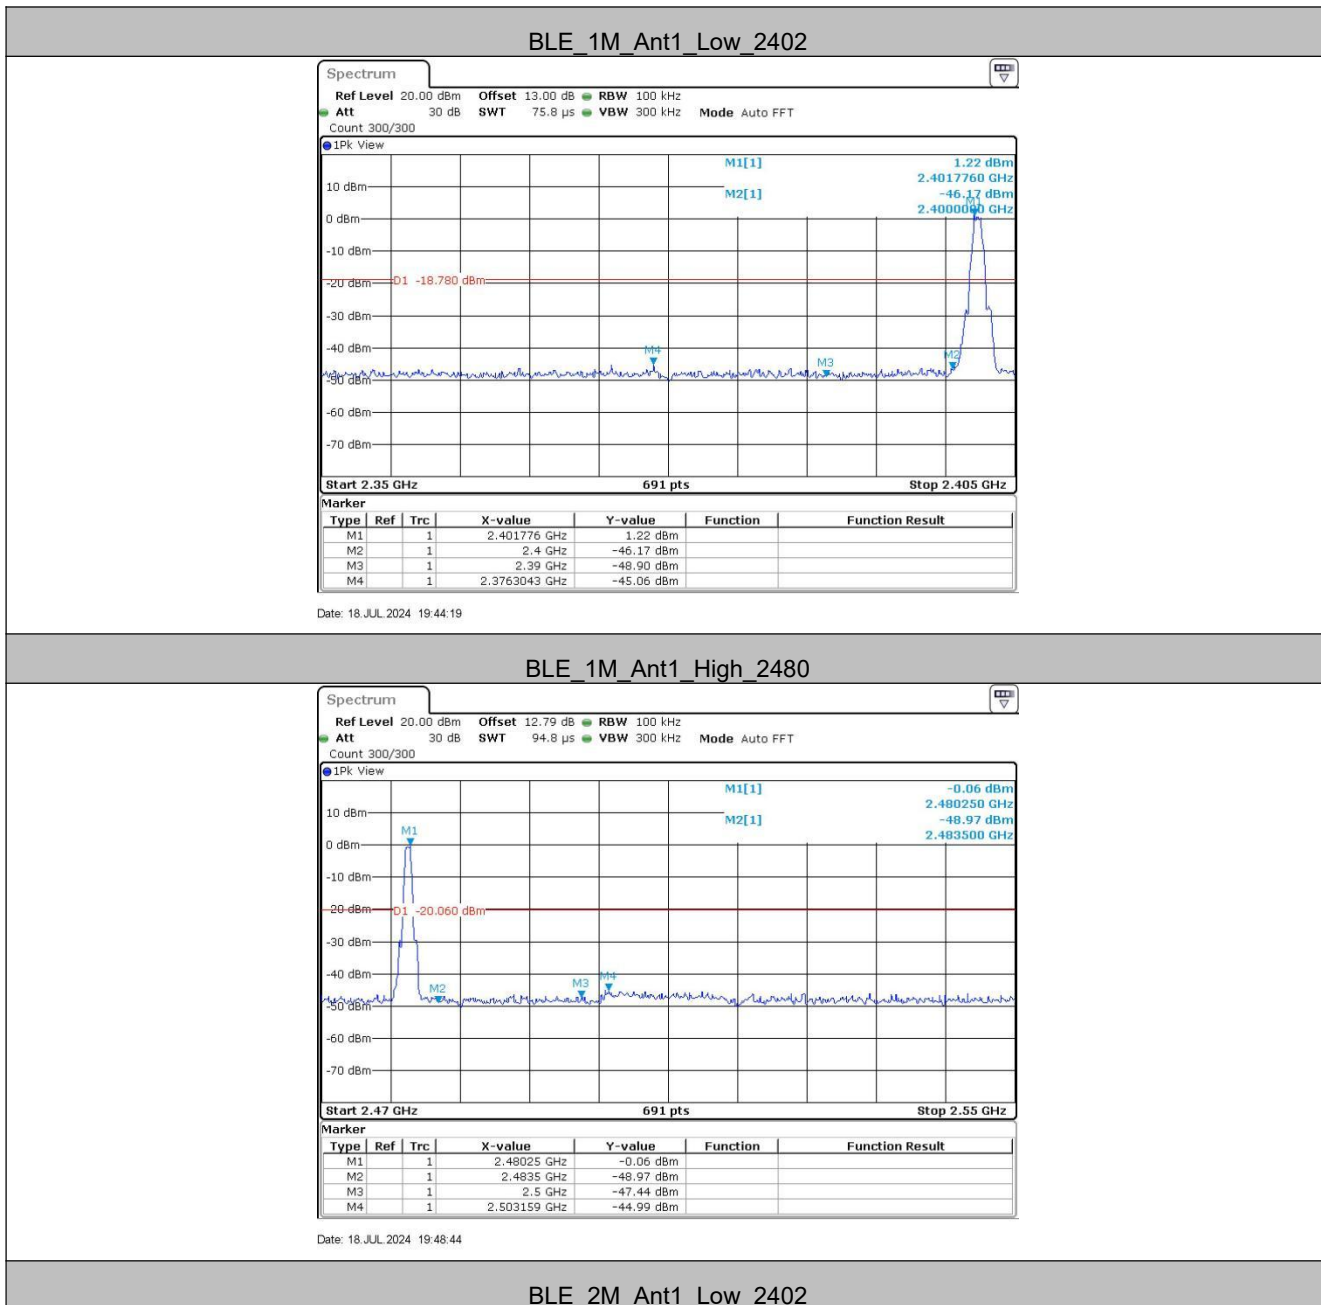 BLE_1M_Ant1_Low_2402
Spectrum
Ref Level 20.00 dBm Offset 13.00 dB RBW 100 kHz
Att 30 dB SWT 75.8 µs VBW 300 kHz Mode Auto FFT
Count 300/300
1Pk View
M1[1] 1.22 dBm
2.4017760 GHz
M2[1] -46.17 dBm
2.4000000 GHz
M1
10 dBm
0 dBm
-10 dBm
-20 dBm
D1 -18.780 dBm
-30 dBm
-40 dBm
M4
M3
M2
-50 dBm
-60 dBm
-70 dBm
Start 2.35 GHz 691 pts Stop 2.405 GHz
Marker
Type Ref Trc X-value Y-value Function Function Result
M1 1 2.401776 GHz 1.22 dBm
M2 1 2.4 GHz -46.17 dBm
M3 1 2.39 GHz -48.90 dBm
M4 1 2.3763043 GHz -45.06 dBm
Date: 18.JUL.2024 19:44:19
BLE_1M_Ant1_High_2480
Spectrum
Ref Level 20.00 dBm Offset 12.79 dB RBW 100 kHz
Att 30 dB SWT 94.8 µs VBW 300 kHz Mode Auto FFT
Count 300/300
1Pk View
M1[1] -0.06 dBm
2.480250 GHz
M2[1] -48.97 dBm
2.483500 GHz
10 dBm
M1
0 dBm
-10 dBm
-20 dBm
D1 -20.060 dBm
-30 dBm
-40 dBm
M2
M3
M4
-50 dBm
-60 dBm
-70 dBm
Start 2.47 GHz 691 pts Stop 2.55 GHz
Marker
Type Ref Trc X-value Y-value Function Function Result
M1 1 2.48025 GHz -0.06 dBm
M2 1 2.4835 GHz -48.97 dBm
M3 1 2.5 GHz -47.44 dBm
M4 1 2.503159 GHz -44.99 dBm
Date: 18.JUL.2024 19:48:44
BLE_2M_Ant1_Low_2402